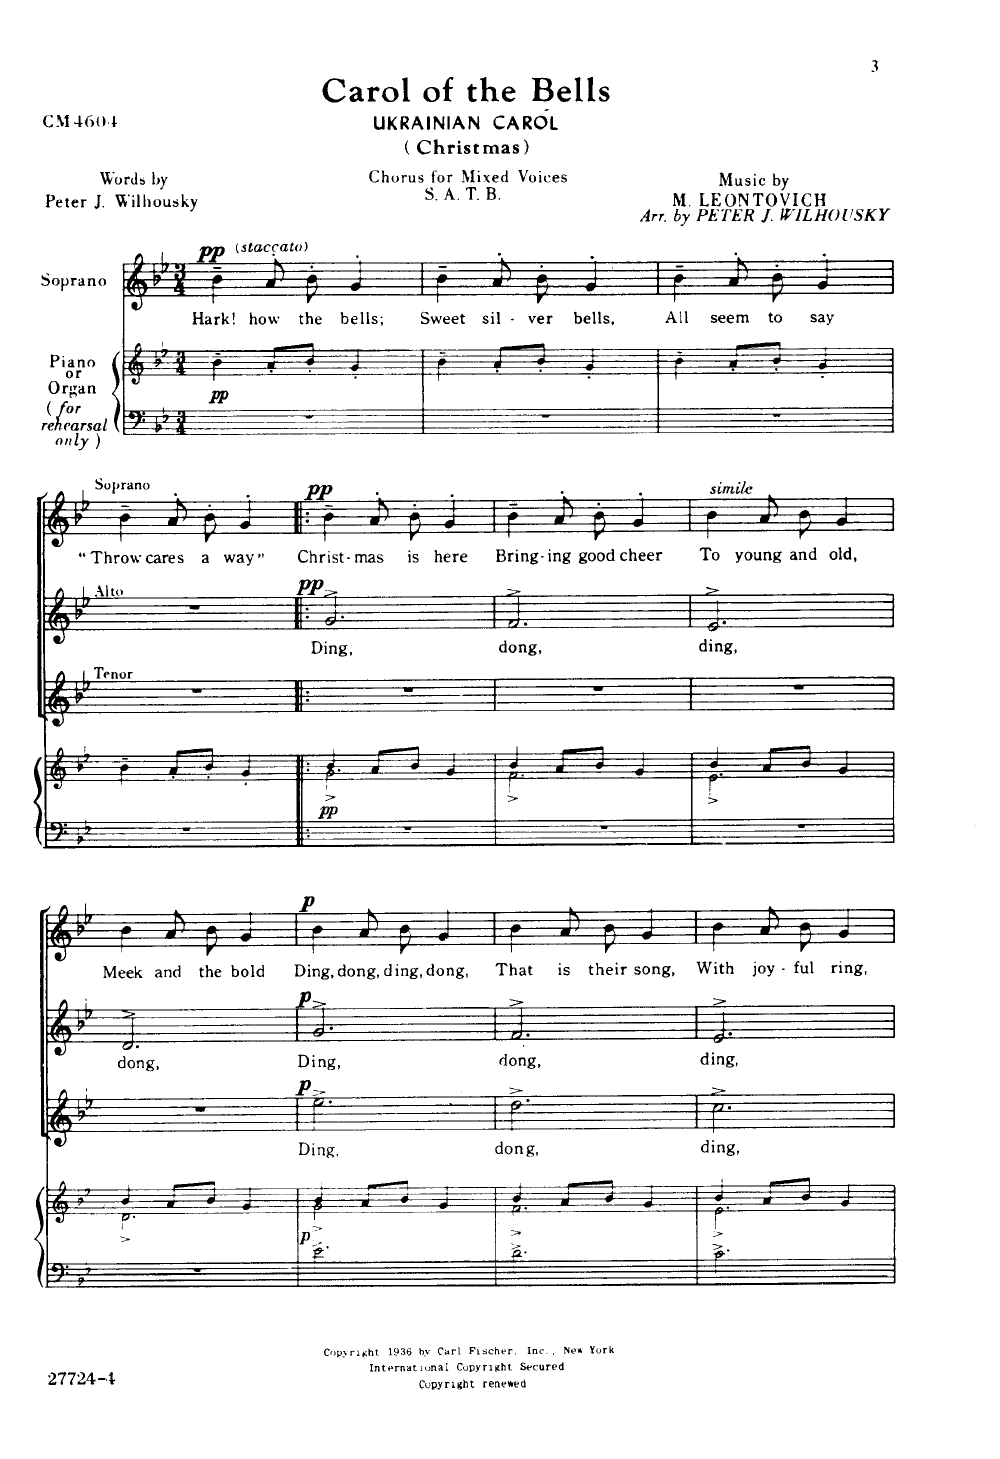 3
Carol of the Bells
CM4604
UKRAINIAN CAROL
(Christmas)
Words by
Peter J. Wilhousky
Chorus for Mixed Voices
S. A. T. B.
Music by
M. LEONTOVICH
Arr. by PETER J. WILHOUSKY
pp (staccato)
Soprano
Hark! how the bells; Sweet sil - ver bells, All seem to say
Piano
or
Organ
(for
rehearsal
only)
pp
Soprano
pp
simile
"Throw cares a way" Christ-mas is here Bring-ing good cheer To young and old,
Alto
pp
Ding, dong, ding,
Tenor
pp
p
Meek and the bold Ding, dong, ding, dong, That is their song, With joy - ful ring,
p
dong, Ding, dong, ding,
p
Ding, dong, ding,
p
Copyright 1936 by Carl Fischer, Inc., New York
International Copyright Secured
Copyright renewed
27724-4